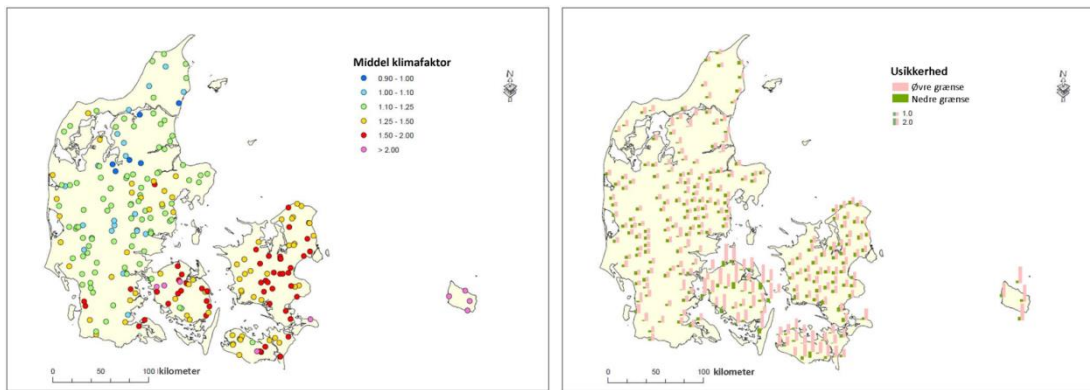 Middel klimafaktor
0.90 - 1.00
1.00 - 1.10
1.10 - 1.25
1.25 - 1.50
1.50 - 2.00
> 2.00
N
0 50 100 kilometer
Usikkerhed
Øvre grænse
Nedre grænse
1.0
2.0
N
0 50 100 kilometer